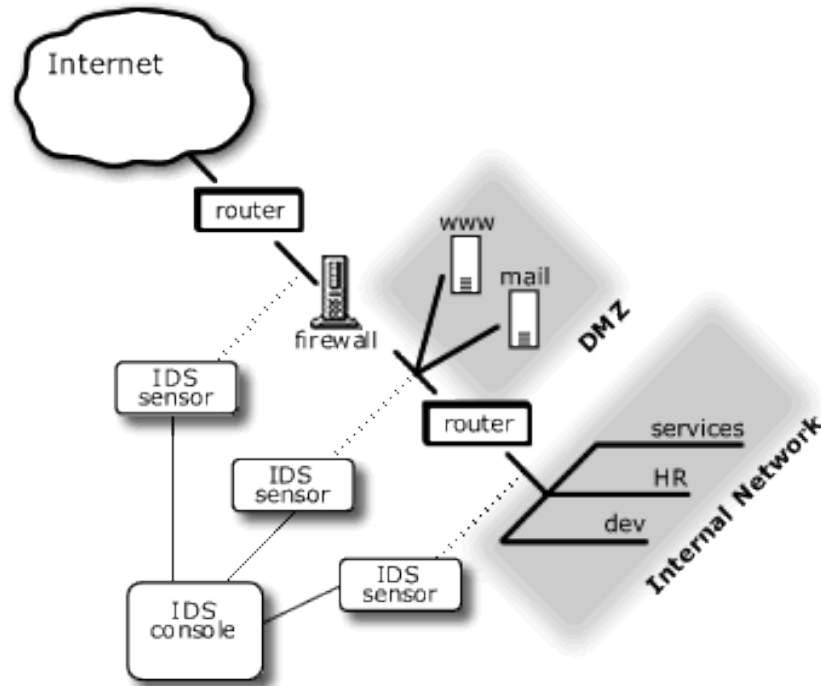 Internet
router
www
mail
firewall
DMZ
IDS
sensor
router
services
HR
dev
Internal Network
IDS
sensor
IDS
sensor
IDS
console